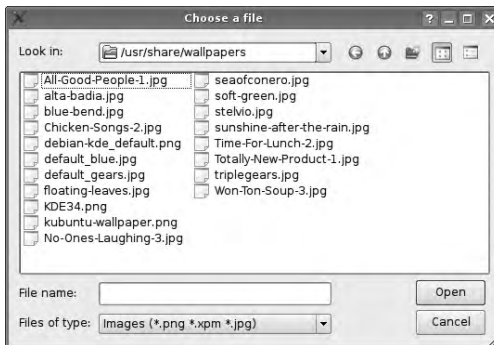 Choose a file
Look in: /usr/share/wallpapers
All-Good-People-1.jpg
alta-badia.jpg
blue-bend.jpg
Chicken-Songs-2.jpg
debian-kde_default.png
default_blue.jpg
default_gears.jpg
floating-leaves.jpg
KDE34.png
kubuntu-wallpaper.png
No-Ones-Laughing-3.jpg
seaofconero.jpg
soft-green.jpg
stelvio.jpg
sunshine-after-the-rain.jpg
Time-For-Lunch-2.jpg
Totally-New-Product-1.jpg
triplegears.jpg
Won-Ton-Soup-3.jpg
File name:
Open
Files of type: Images (*.png *.xpm *.jpg)
Cancel